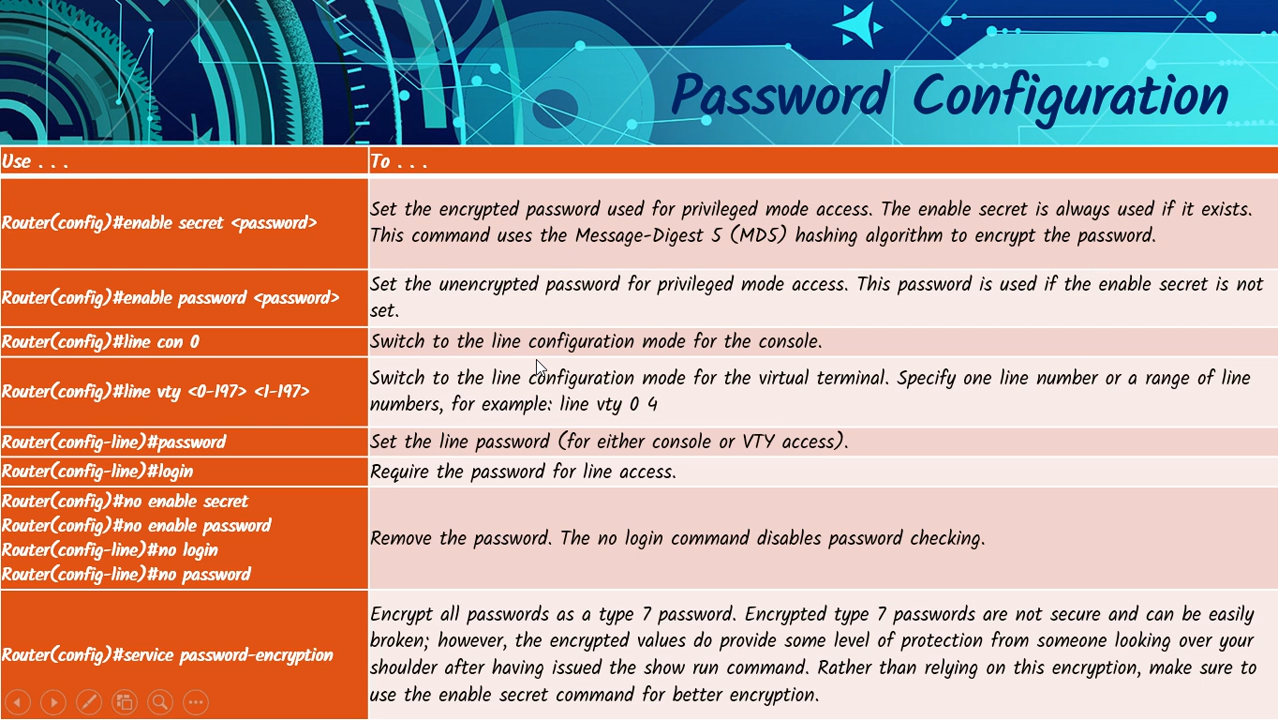 Password Configuration
Use . . .
To . . .
Router(config)#enable secret <password>
Set the encrypted password used for privileged mode access. The enable secret is always used if it exists.
This command uses the Message-Digest 5 (MD5) hashing algorithm to encrypt the password.
Router(config)#enable password <password>
Set the unencrypted password for privileged mode access. This password is used if the enable secret is not
set.
Router(config)#line con 0
Switch to the line configuration mode for the console.
Router(config)#line vty <0-197> <1-197>
Switch to the line configuration mode for the virtual terminal. Specify one line number or a range of line
numbers, for example: line vty 0 4
Router(config-line)#password
Set the line password (for either console or VTY access).
Router(config-line)#login
Require the password for line access.
Router(config)#no enable secret
Router(config)#no enable password
Router(config-line)#no login
Router(config-line)#no password
Remove the password. The no login command disables password checking.
Router(config)#service password-encryption
Encrypt all passwords as a type 7 password. Encrypted type 7 passwords are not secure and can be easily
broken; however, the encrypted values do provide some level of protection from someone looking over your
shoulder after having issued the show run command. Rather than relying on this encryption, make sure to
use the enable secret command for better encryption.